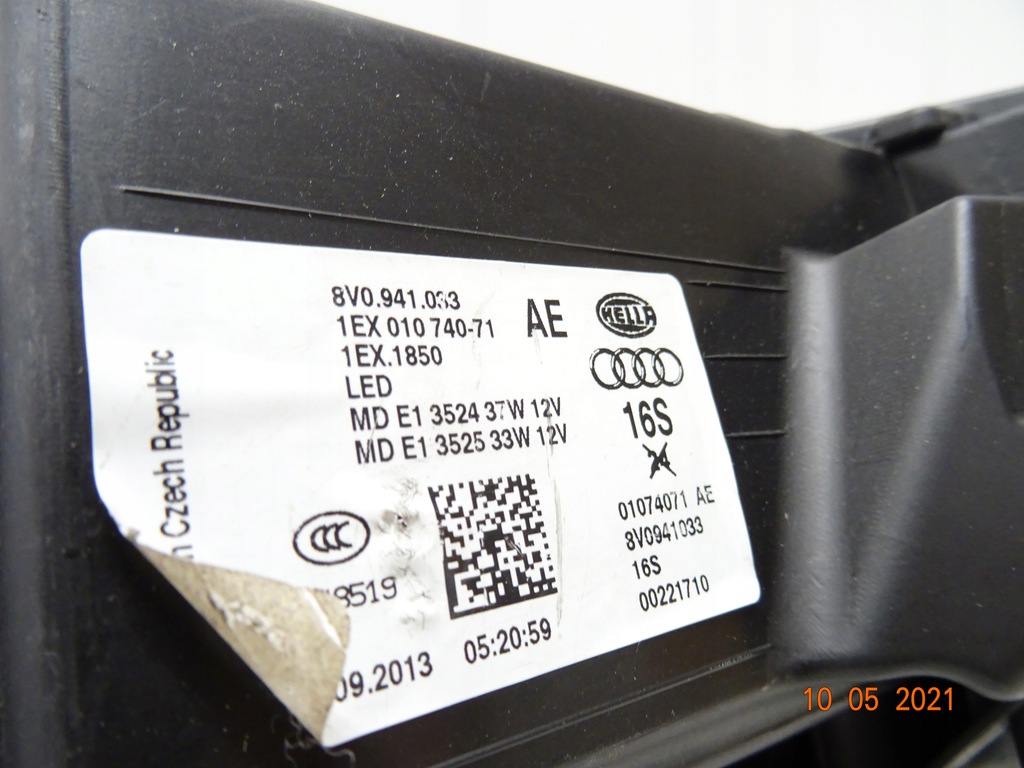 8V0.941.033
1EX 010 740-71
1EX.1850
LED
MD E1 3524 37W 12V
MD E1 3525 33W 12V
AE
HELLA
16S
01074071 AE
8V0941033
16S
00221710
Czech Republic
CCC
8519
09.2013 05:20:59
10 05 2021